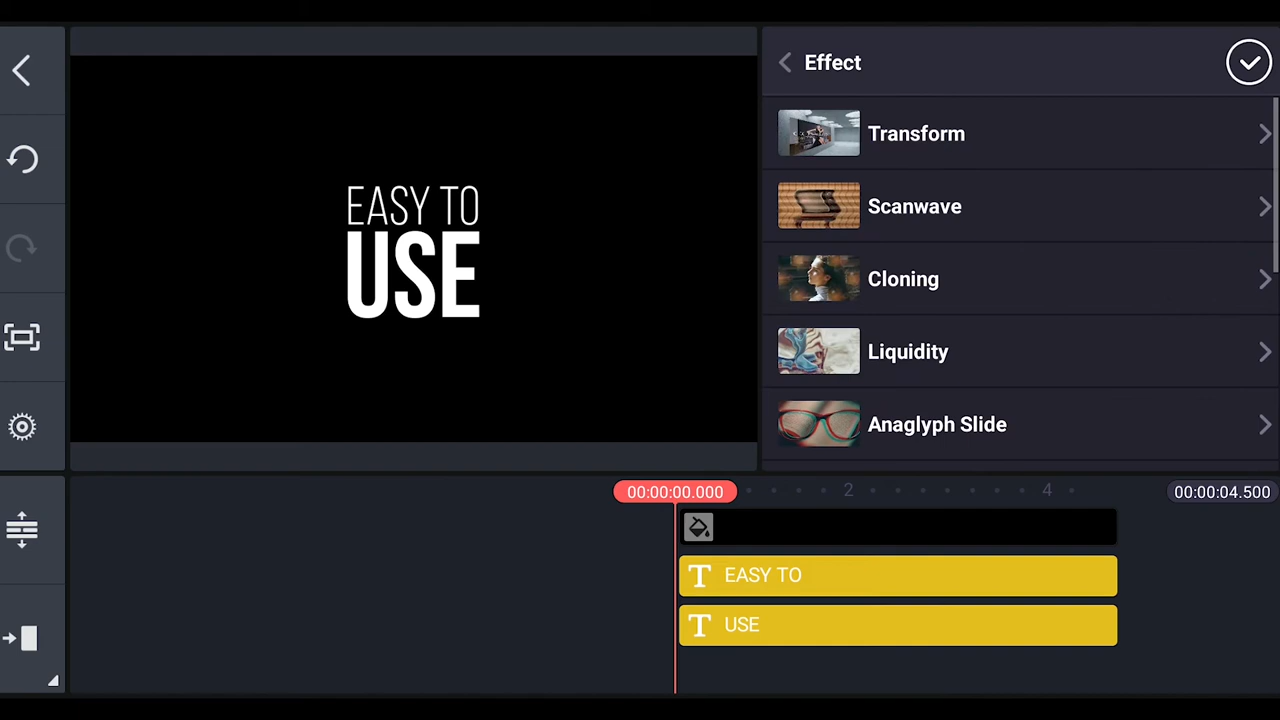 Effect
Transform
Scanwave
Cloning
Liquidity
Anaglyph Slide
EASY TO
USE
00:00:00.000
2
4
00:00:04.500
T EASY TO
T USE